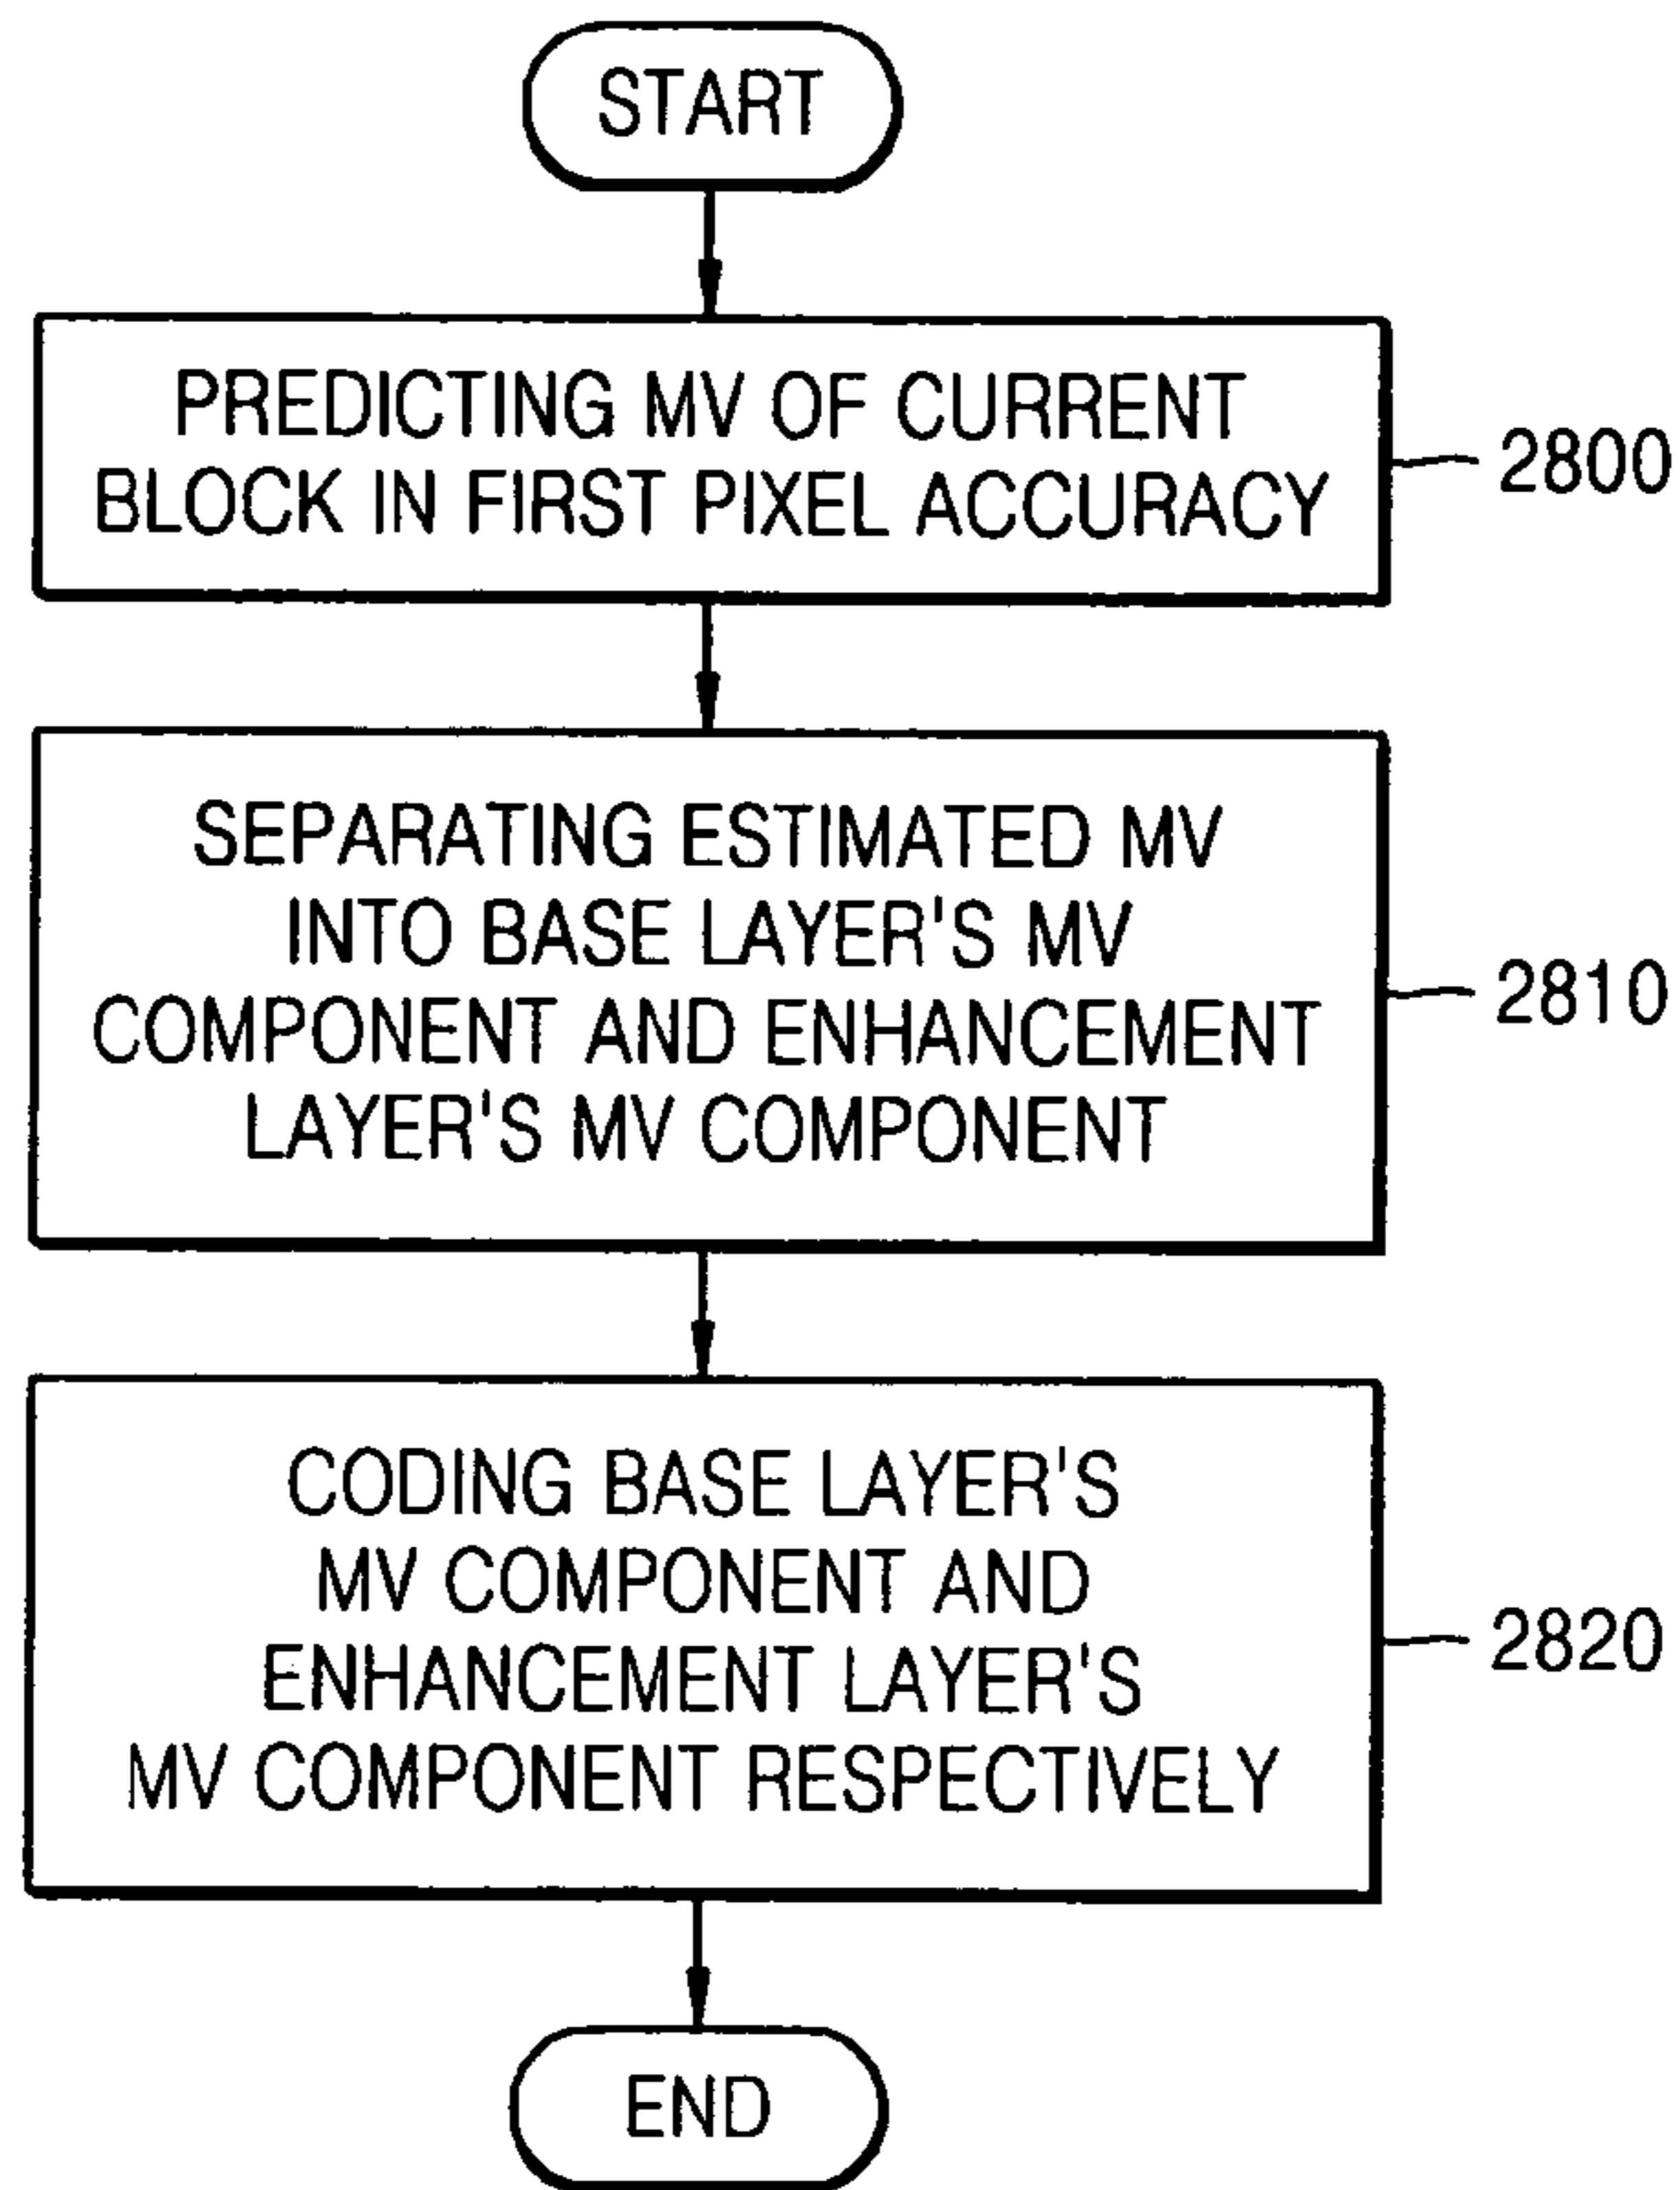 START
PREDICTING MV OF CURRENT
BLOCK IN FIRST PIXEL ACCURACY
2800
SEPARATING ESTIMATED MV
INTO BASE LAYER'S MV
COMPONENT AND ENHANCEMENT
LAYER'S MV COMPONENT
2810
CODING BASE LAYER'S
MV COMPONENT AND
ENHANCEMENT LAYER'S
MV COMPONENT RESPECTIVELY
2820
END